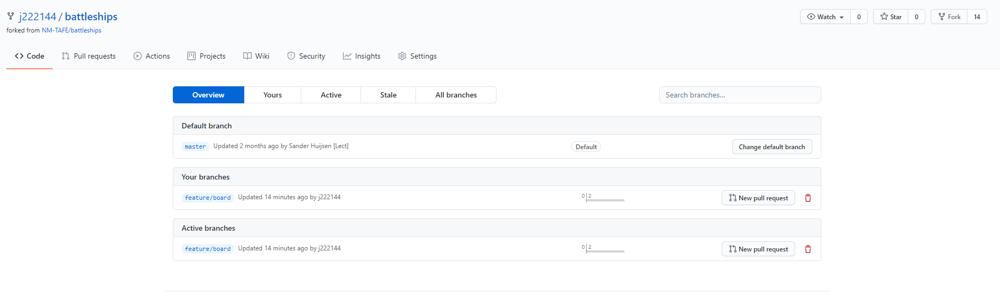 j222144 / battleships
Watch 0 Star 0 Fork 14
forked from NM-TAFE/battleships
Code Pull requests Actions Projects Wiki Security Insights Settings
Overview Yours Active Stale All branches Search branches...
Default branch
master Updated 2 months ago by Sander Huijsen [Lect] Default Change default branch
Your branches
feature/board Updated 14 minutes ago by j222144 0 2 New pull request
Active branches
feature/board Updated 14 minutes ago by j222144 0 2 New pull request